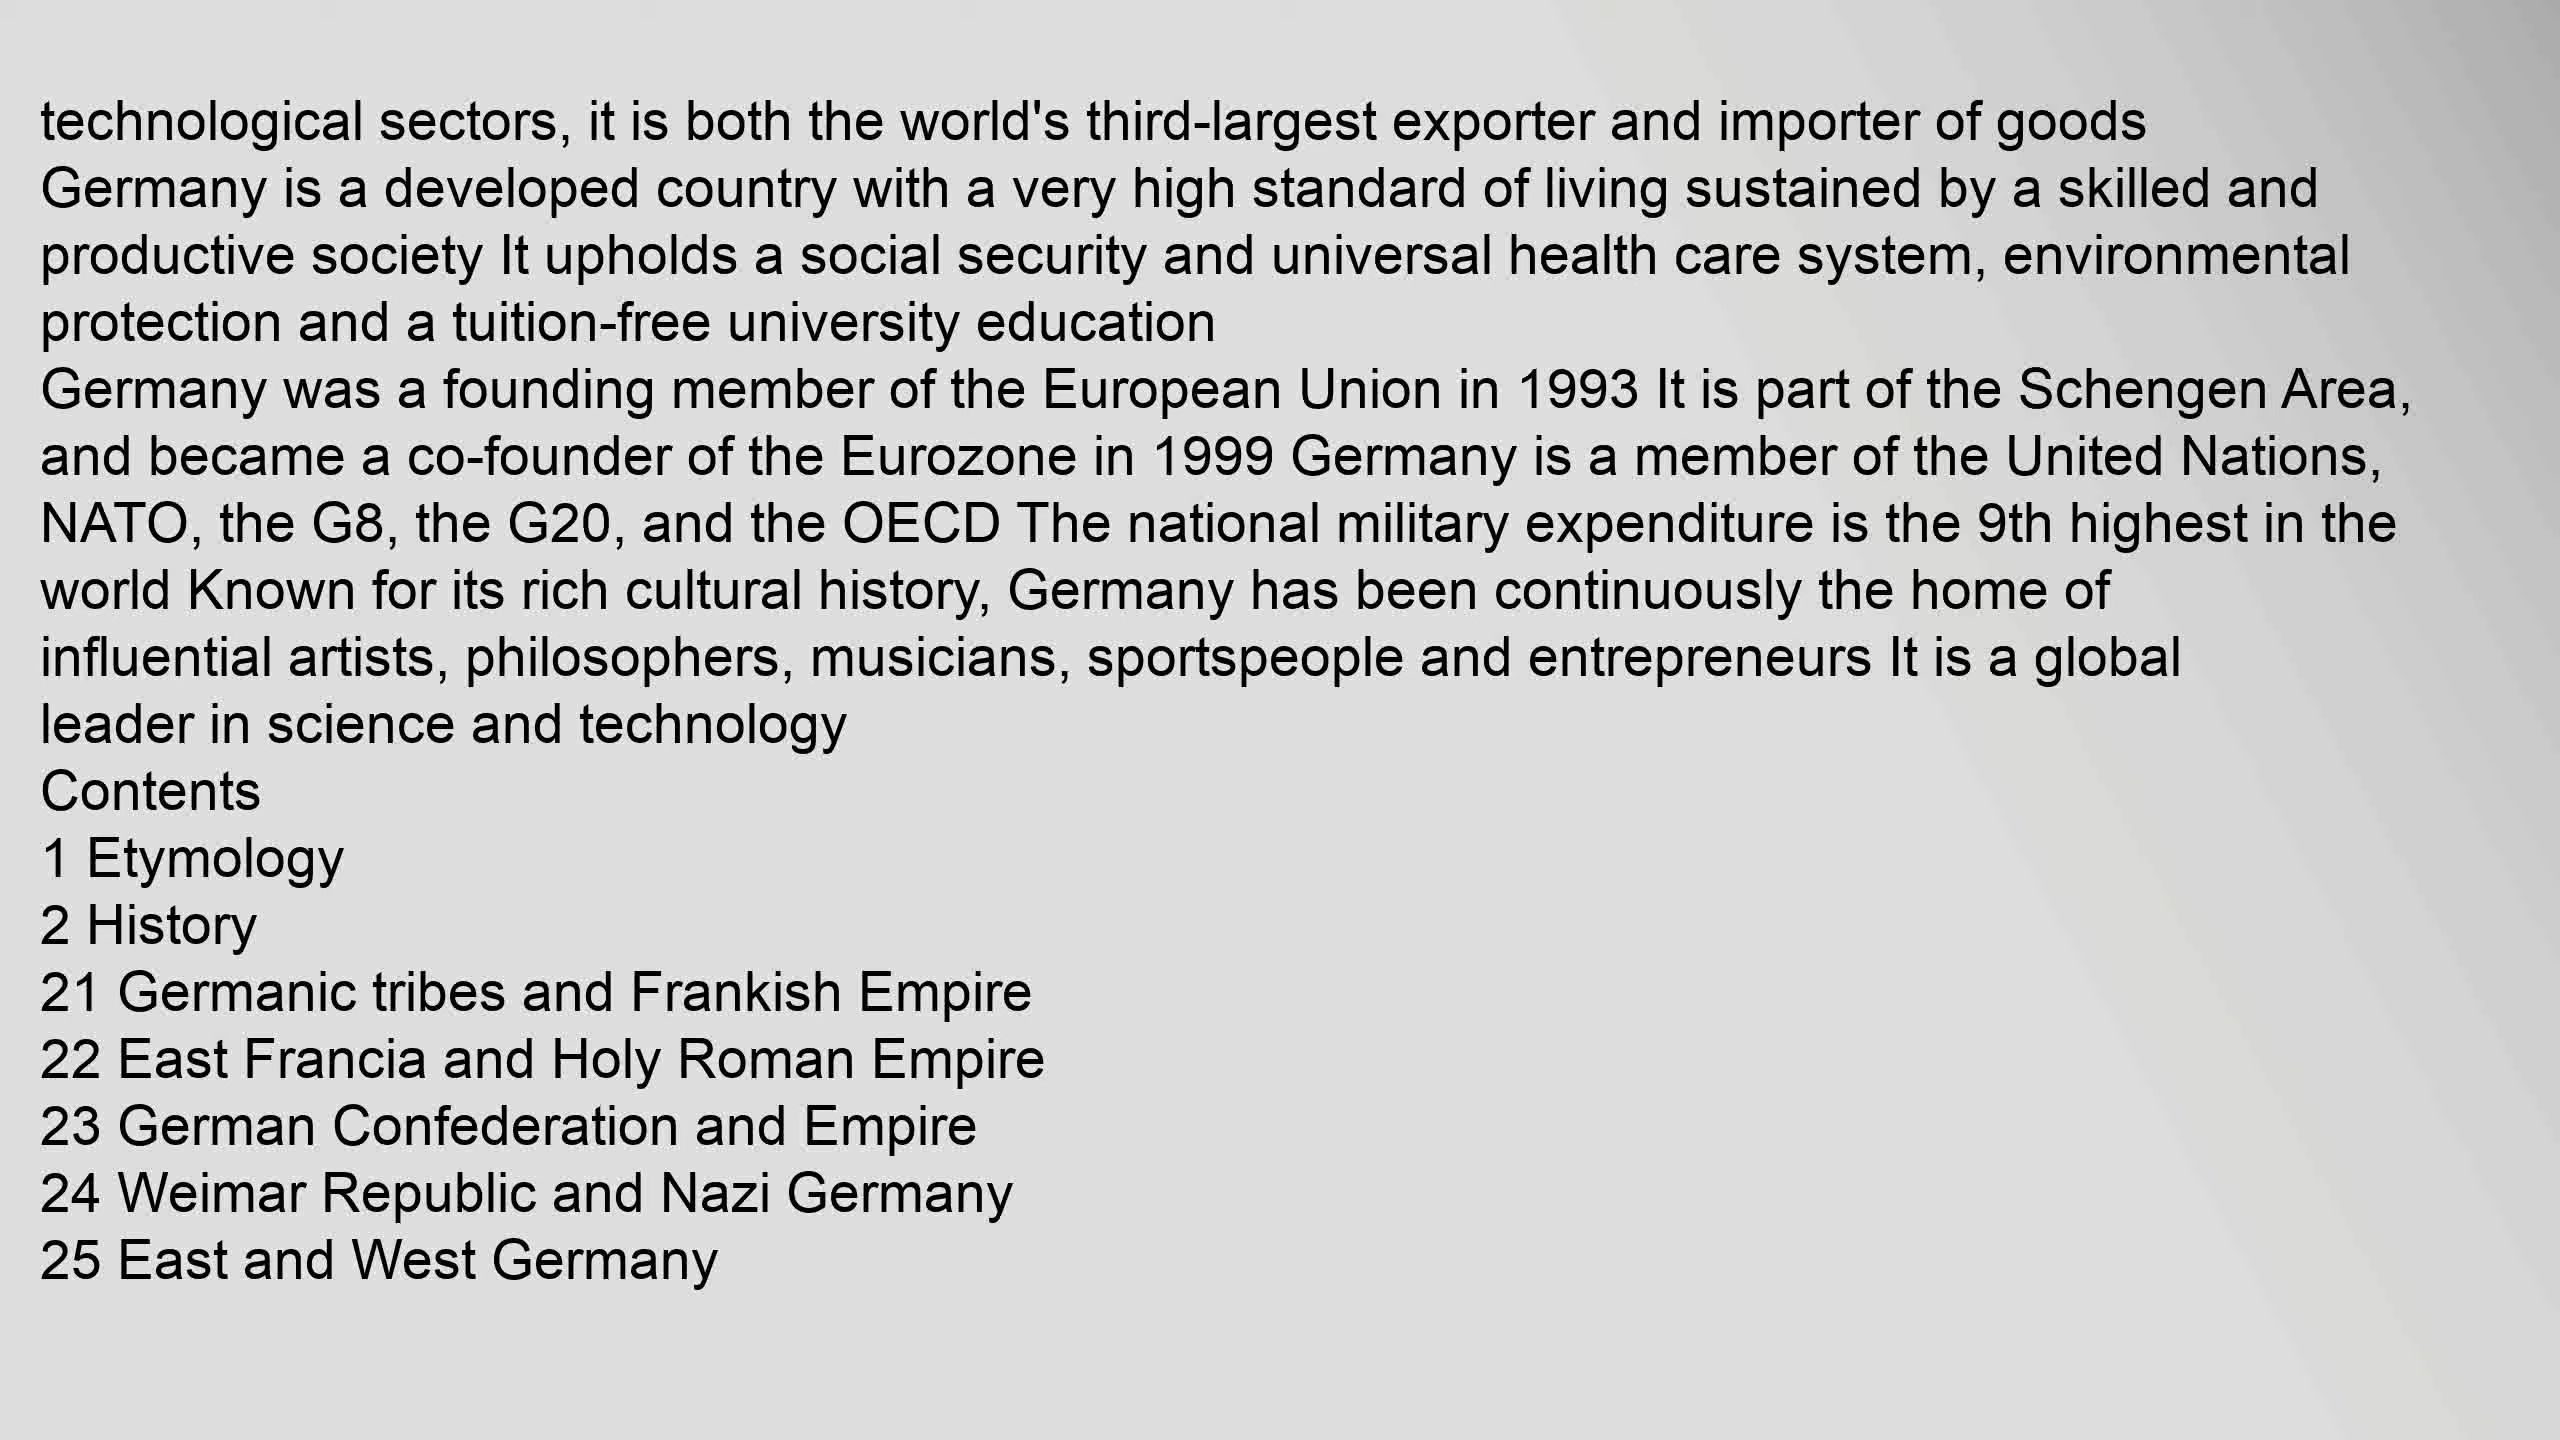 technological sectors, it is both the world's third-largest exporter and importer of goods
Germany is a developed country with a very high standard of living sustained by a skilled and
productive society It upholds a social security and universal health care system, environmental
protection and a tuition-free university education
Germany was a founding member of the European Union in 1993 It is part of the Schengen Area,
and became a co-founder of the Eurozone in 1999 Germany is a member of the United Nations,
NATO, the G8, the G20, and the OECD The national military expenditure is the 9th highest in the
world Known for its rich cultural history, Germany has been continuously the home of
influential artists, philosophers, musicians, sportspeople and entrepreneurs It is a global
leader in science and technology
Contents
1 Etymology
2 History
21 Germanic tribes and Frankish Empire
22 East Francia and Holy Roman Empire
23 German Confederation and Empire
24 Weimar Republic and Nazi Germany
25 East and West Germany